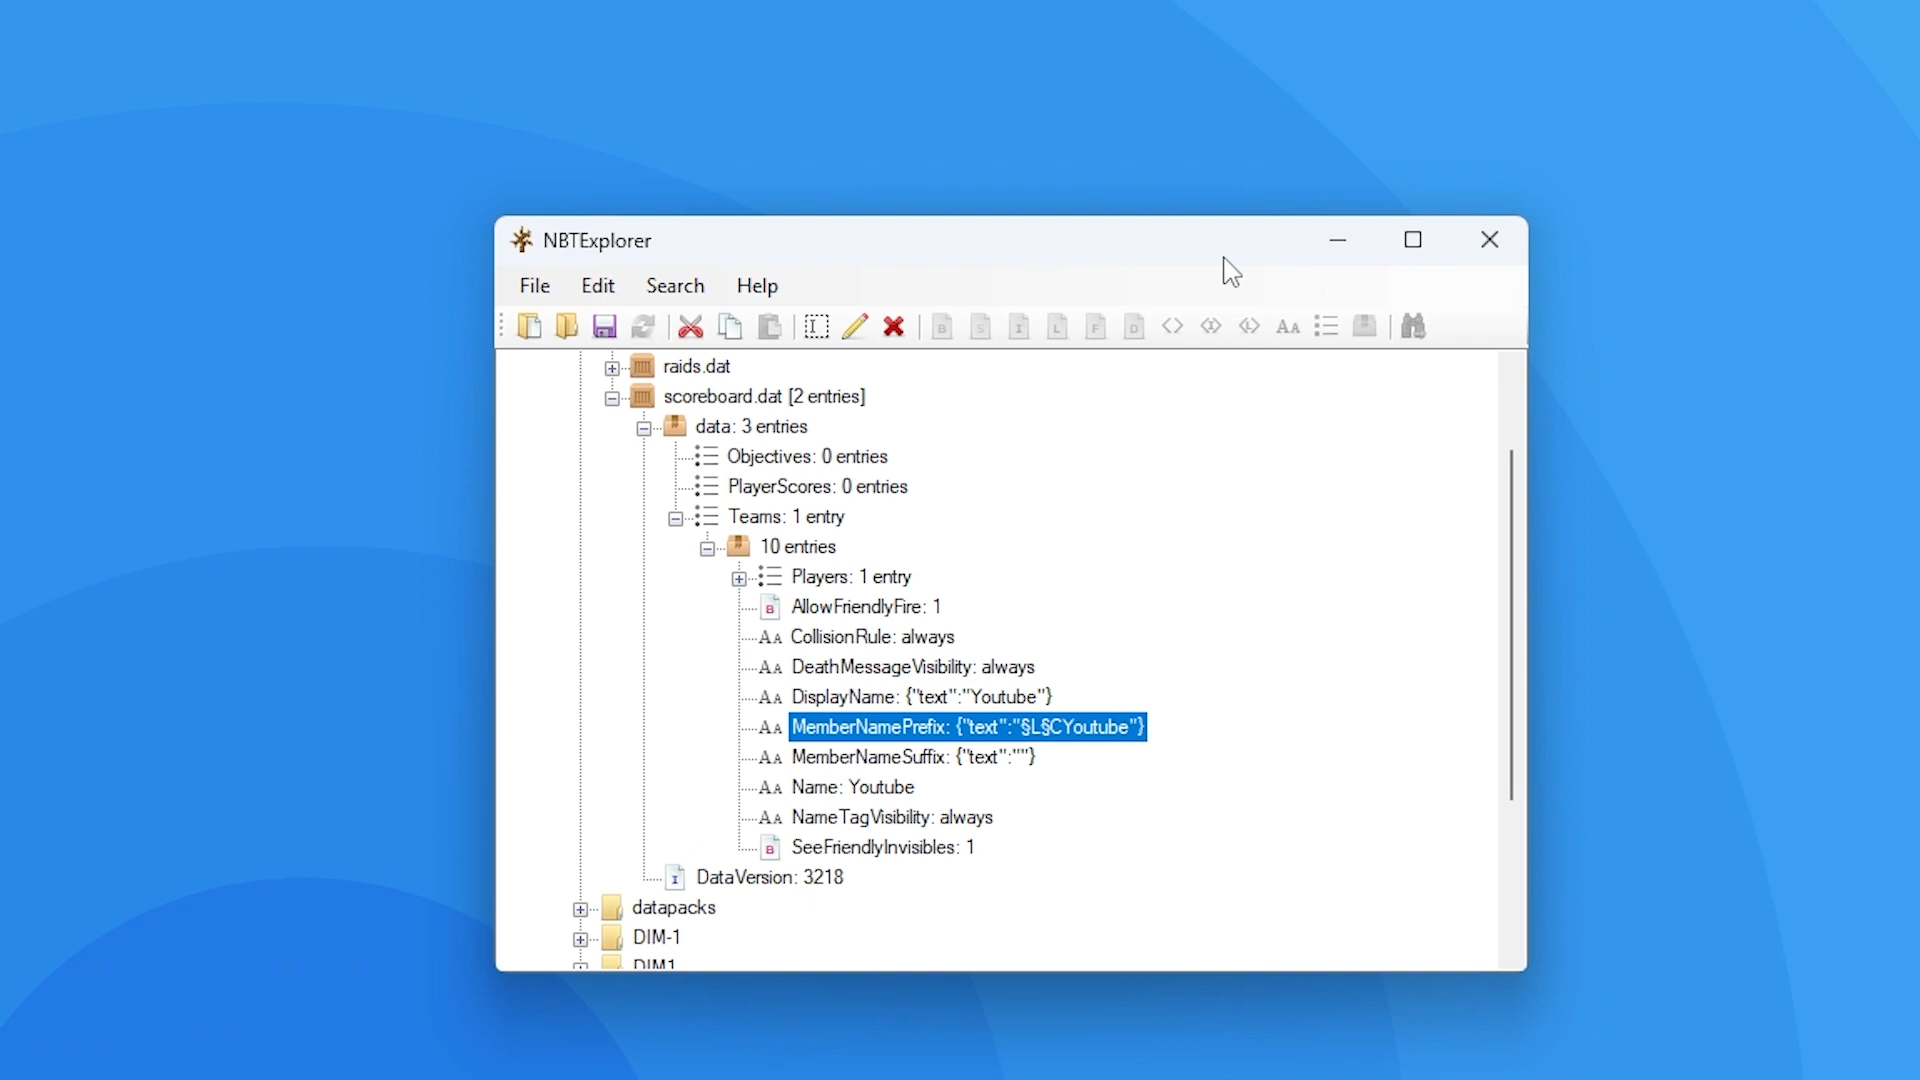 NBTExplorer
File Edit Search Help
raids.dat
scoreboard.dat [2 entries]
data: 3 entries
Objectives: 0 entries
PlayerScores: 0 entries
Teams: 1 entry
10 entries
Players: 1 entry
AllowFriendlyFire: 1
CollisionRule: always
DeathMessageVisibility: always
DisplayName: {"text":"Youtube"}
MemberNamePrefix: {"text":"§L§CYoutube"}
MemberNameSuffix: {"text":""}
Name: Youtube
NameTagVisibility: always
SeeFriendlyInvisibles: 1
DataVersion: 3218
datapacks
DIM-1
DIM1